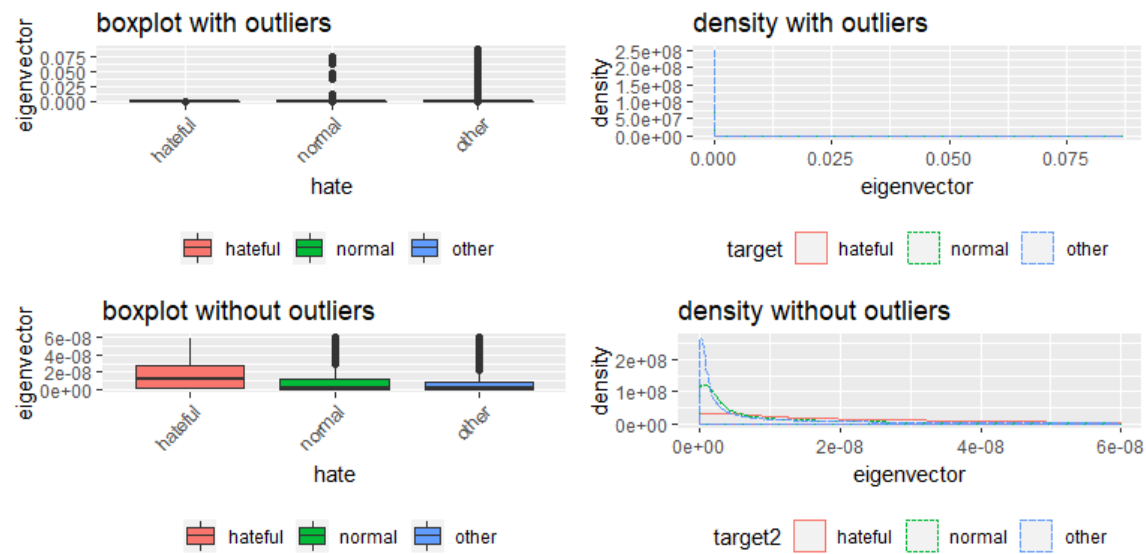 boxplot with outliers
eigenvector
0.075
0.050
0.025
0.000
hateful
normal
other
hate
hateful normal other
density with outliers
density
2.5e+08
2.0e+08
1.5e+08
1.0e+08
5.0e+07
0.0e+00
0.000 0.025 0.050 0.075
eigenvector
target hateful normal other
boxplot without outliers
eigenvector
6e-08
4e-08
2e-08
0e+00
hateful
normal
other
hate
hateful normal other
density without outliers
density
2e+08
1e+08
0e+00
0e+00 2e-08 4e-08 6e-08
eigenvector
target2 hateful normal other